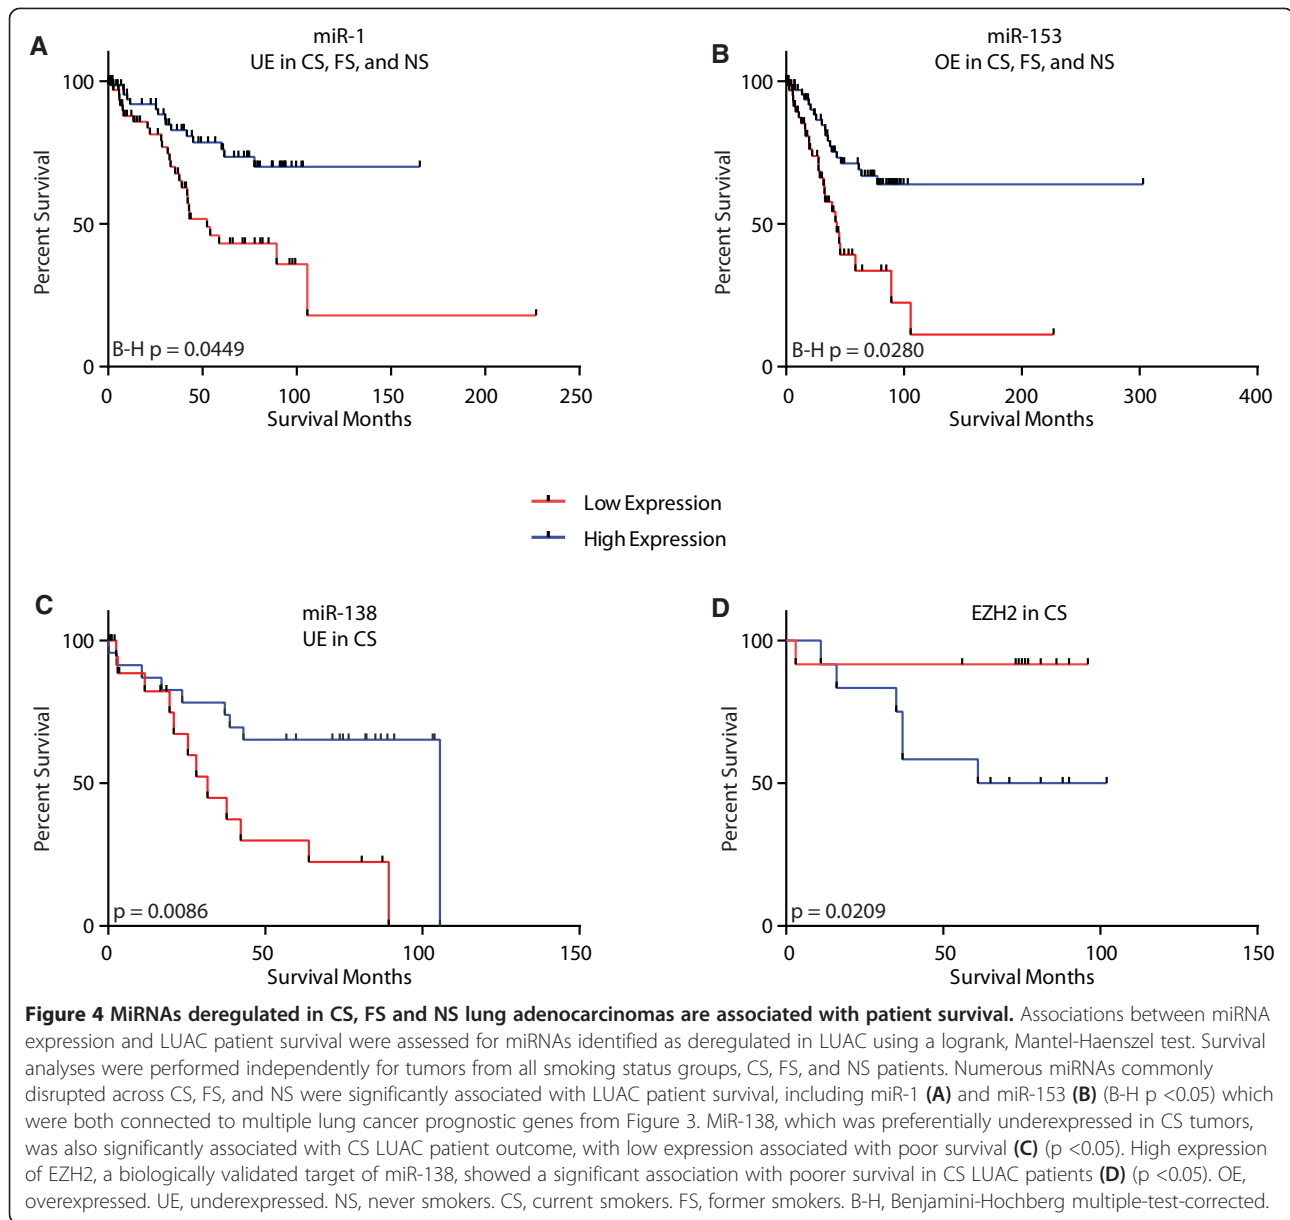 A
miR-1
UE in CS, FS, and NS
100
50
0
Percent Survival
B-H p = 0.0449
0 50 100 150 200 250
Survival Months
B
miR-153
OE in CS, FS, and NS
100
50
0
Percent Survival
B-H p = 0.0280
0 100 200 300 400
Survival Months
Low Expression
High Expression
C
miR-138
UE in CS
100
50
0
Percent Survival
p = 0.0086
0 50 100 150
Survival Months
D
EZH2 in CS
100
50
0
Percent Survival
p = 0.0209
0 50 100 150
Survival Months
Figure 4 MiRNAs deregulated in CS, FS and NS lung adenocarcinomas are associated with patient survival. Associations between miRNA
expression and LUAC patient survival were assessed for miRNAs identified as deregulated in LUAC using a logrank, Mantel-Haenszel test. Survival
analyses were performed independently for tumors from all smoking status groups, CS, FS, and NS patients. Numerous miRNAs commonly
disrupted across CS, FS, and NS were significantly associated with LUAC patient survival, including miR-1 (A) and miR-153 (B) (B-H p <0.05) which
were both connected to multiple lung cancer prognostic genes from Figure 3. MiR-138, which was preferentially underexpressed in CS tumors,
was also significantly associated with CS LUAC patient outcome, with low expression associated with poor survival (C) (p <0.05). High expression
of EZH2, a biologically validated target of miR-138, showed a significant association with poorer survival in CS LUAC patients (D) (p <0.05). OE,
overexpressed. UE, underexpressed. NS, never smokers. CS, current smokers. FS, former smokers. B-H, Benjamini-Hochberg multiple-test-corrected.